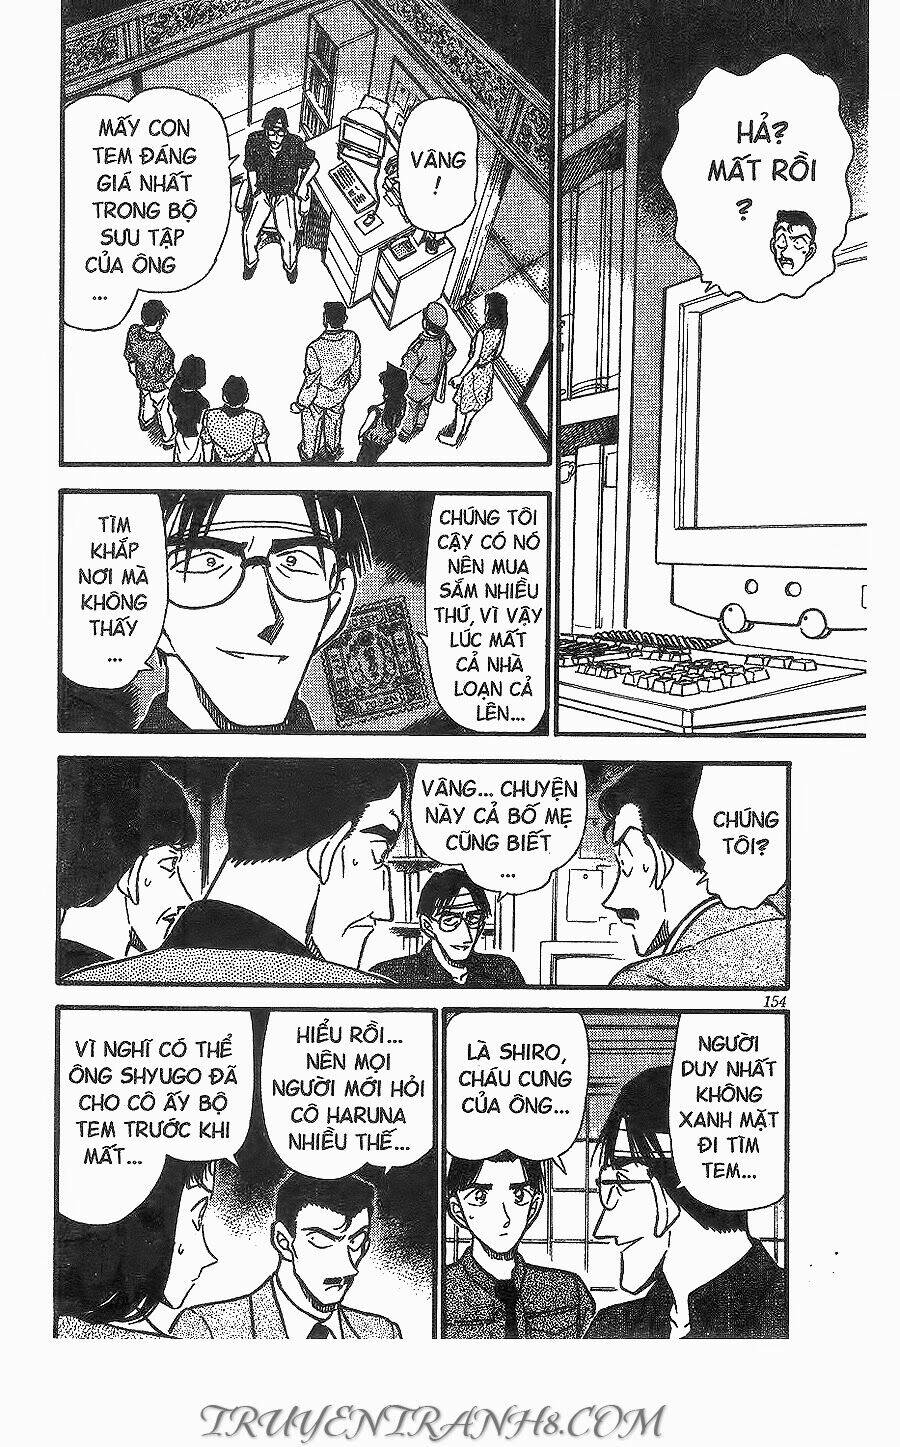 HẢ?
MẤT RỒI
?
VÂNG
!
MẤY CON
TEM ĐÁNG
GIÁ NHẤT
TRONG BỘ
SƯU TẬP
CỦA ÔNG
...
CHÚNG TÔI
CẬY CÓ NÓ
NÊN MUA
SẮM NHIỀU
THỨ, VÌ VẬY
LÚC MẤT
CẢ NHÀ
LOẠN CẢ
LÊN...
TÌM
KHẮP
NƠI MÀ
KHÔNG
THẤY
...
CHÚNG
TÔI?
VÂNG... CHUYỆN
NÀY CẢ BỐ MẸ
CŨNG BIẾT
...
154
NGƯỜI
DUY NHẤT
KHÔNG
XANH MẶT
ĐI TÌM
TEM...
LÀ SHIRO,
CHÁU CƯNG
CỦA ÔNG...
HIỂU RỒI...
NÊN MỌI
NGƯỜI MỚI HỎI
CÔ HARUNA
NHIỀU THẾ...
VÌ NGHĨ CÓ THỂ
ÔNG SHYUGO ĐÃ
CHO CÔ ẤY BỘ
TEM TRƯỚC KHI
MẤT...
TRUYENTRANH8.COM